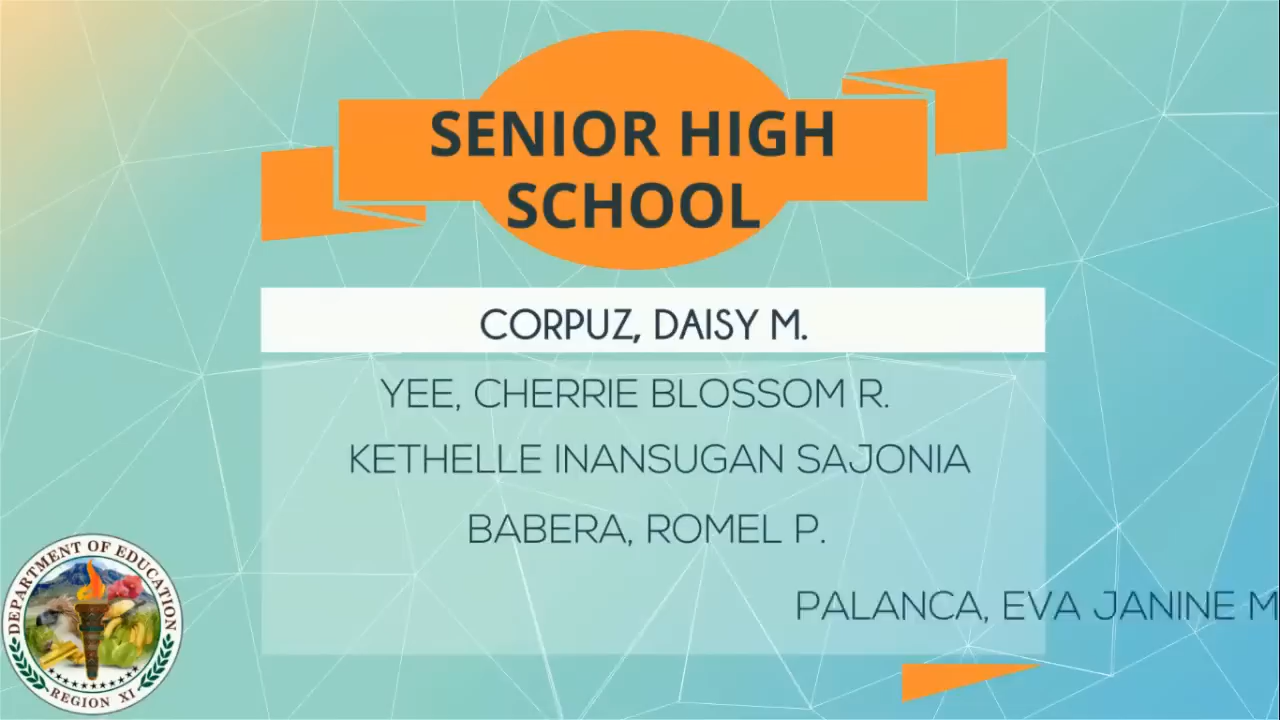 SENIOR HIGH
SCHOOL
CORPUZ, DAISY M.
YEE, CHERRIE BLOSSOM R.
KETHELLE INANSUGAN SAJONIA
BABERA, ROMEL P.
PALANCA, EVA JANINE M
DEPARTMENT OF EDUCATION
REGION XI